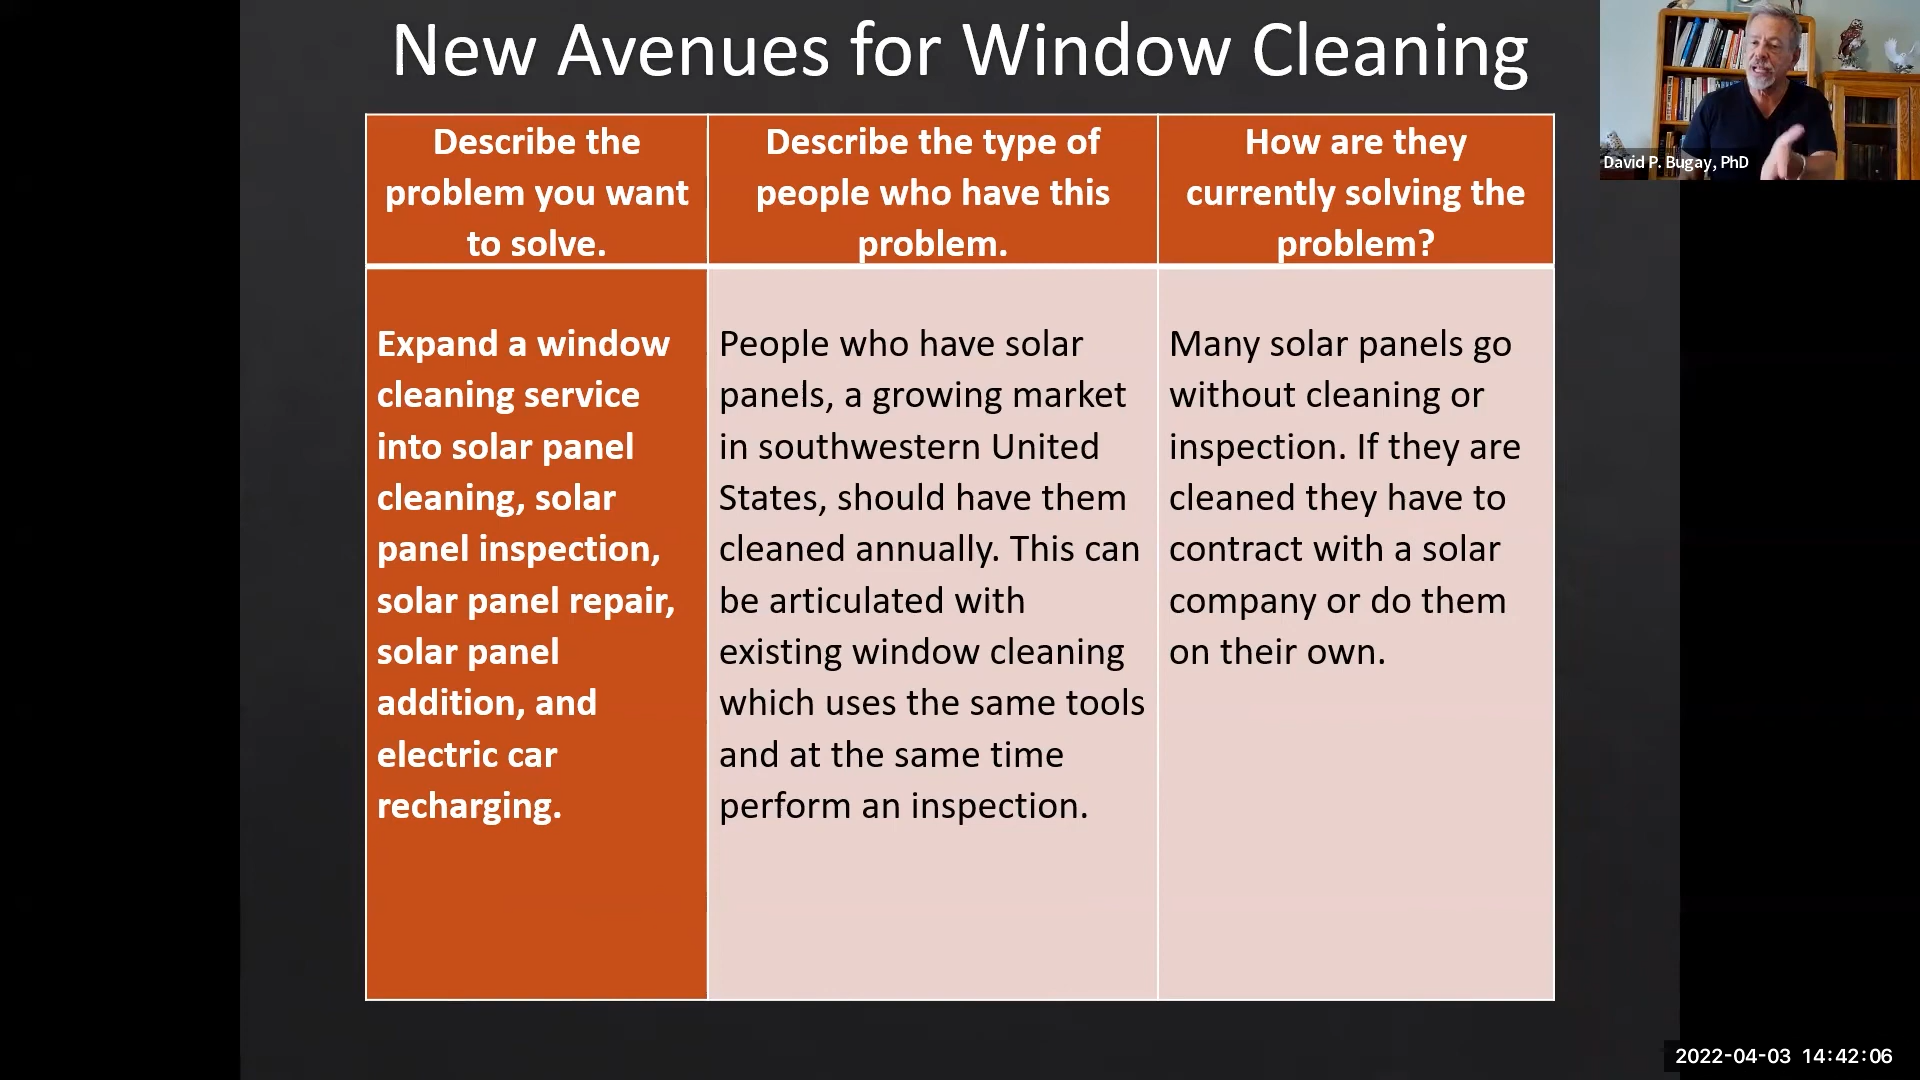 New Avenues for Window Cleaning
Describe the
problem you want
to solve.
Describe the type of
people who have this
problem.
How are they
currently solving the
problem?
Expand a window
cleaning service
into solar panel
cleaning, solar
panel inspection,
solar panel repair,
solar panel
addition, and
electric car
recharging.
People who have solar
panels, a growing market
in southwestern United
States, should have them
cleaned annually. This can
be articulated with
existing window cleaning
which uses the same tools
and at the same time
perform an inspection.
Many solar panels go
without cleaning or
inspection. If they are
cleaned they have to
contract with a solar
company or do them
on their own.
David P. Bugay, PhD
2022-04-03 14:42:06